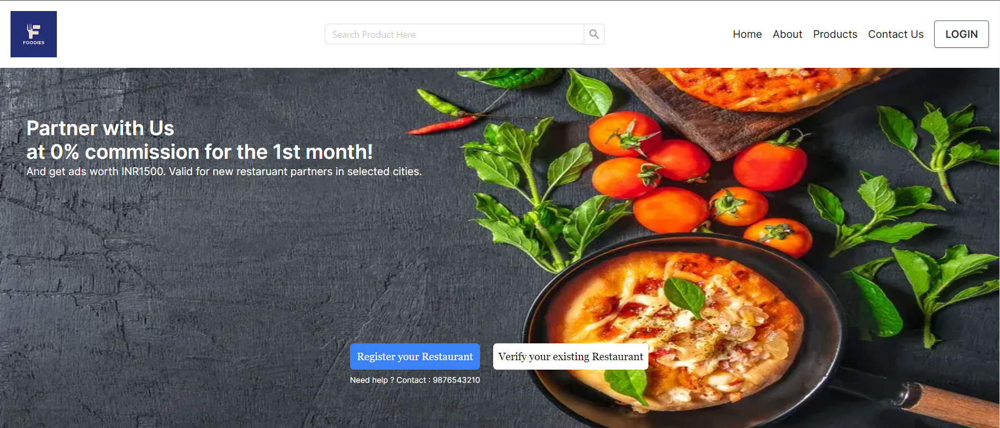 FOODIES
Search Product Here
Home About Products Contact Us LOGIN
Partner with Us
at 0% commission for the 1st month!
And get ads worth INR1500. Valid for new restaruant partners in selected cities.
Register your Restaurant
Verify your existing Restaurant
Need help ? Contact : 9876543210